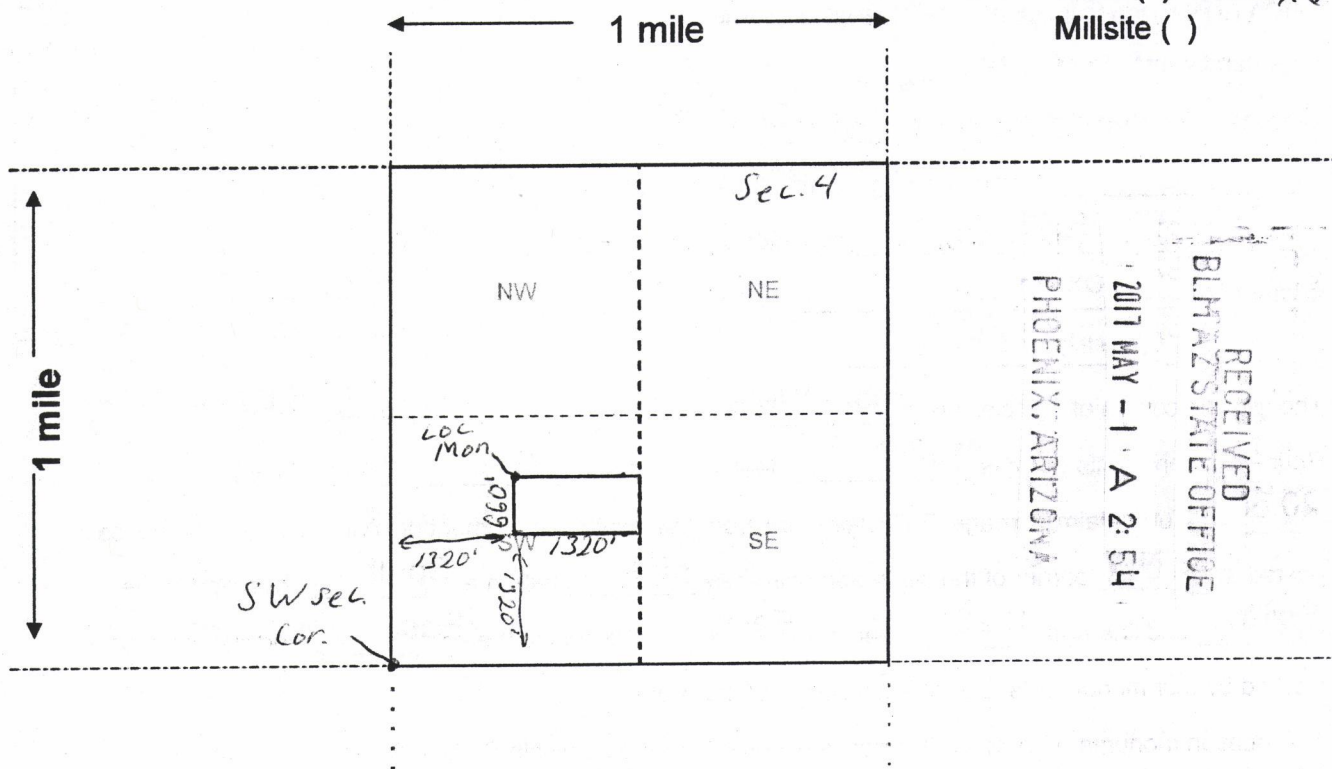 1 mile
Millsite ( )
Sec. 4
NW
NE
1 mile
LOC
Mon.
660'
1320'
SW
1320'
SE
1320'
SW sec.
Cor.
RECEIVED
BLM AZ STATE OFFICE
2017 MAY -1 A 2:54
PHOENIX, ARIZONA